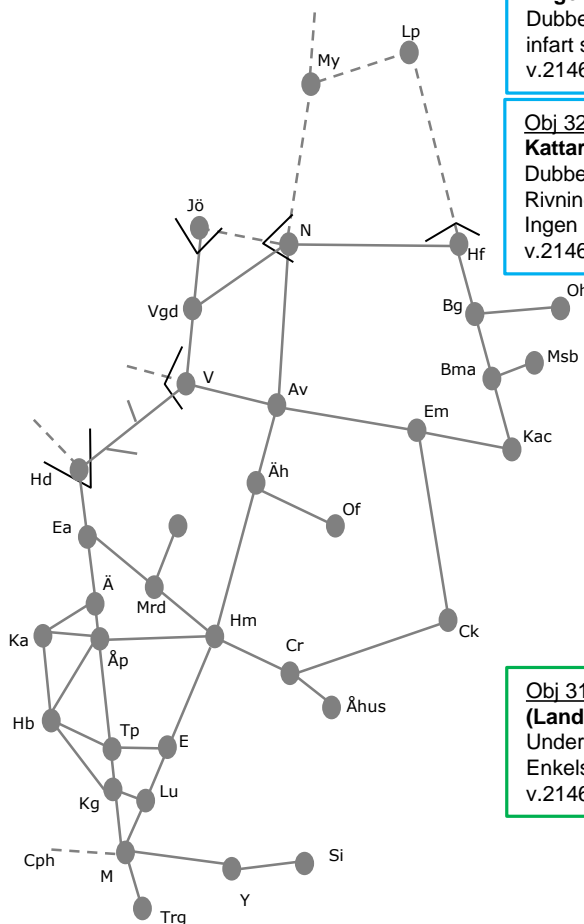 Dubbe
infart s
v.2146
Obj 32
Kattar
Dubbe
Rivnin
Ingen
v.2146
Lp
My
Jö
N
Hf
Oh
Vgd
Bg
Msb
V
Bma
Av
Em
Kac
Hd
Äh
Of
Ea
Ä
Mrd
Hm
Ck
Ka
Åp
Cr
Åhus
Obj 31
(Land
Under
Enkels
v.2146
Hb
Tp
E
Kg
Lu
Cph
M
Si
Y
Trg